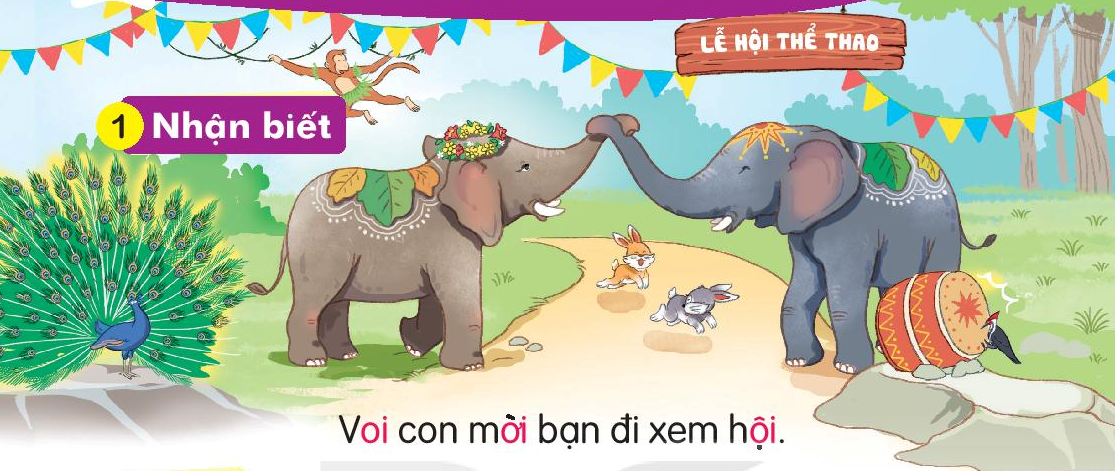 LỄ HỘI THỂ THAO
1 Nhận biết
Voi con mời bạn đi xem hội.